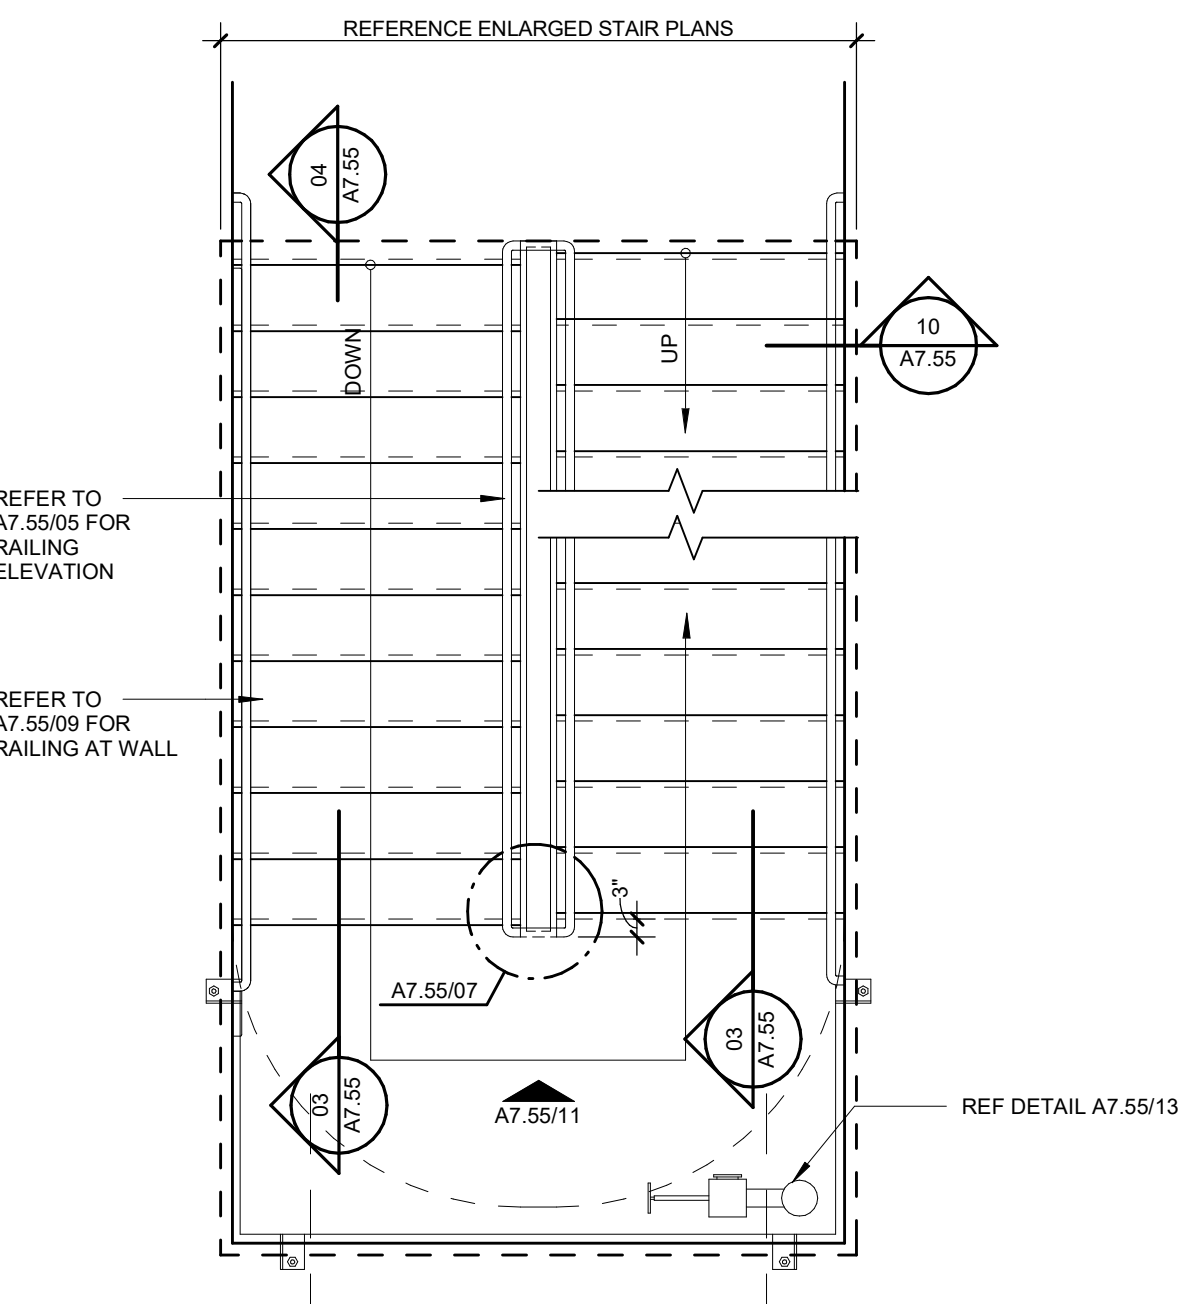 REFERENCE ENLARGED STAIR PLANS
04
A7.55
10
A7.55
DOWN
UP
REFER TO
A7.55/05 FOR
RAILING
ELEVATION
REFER TO
A7.55/09 FOR
RAILING AT WALL
3"
A7.55/07
03
A7.55
03
A7.55
A7.55/11
REF DETAIL A7.55/13